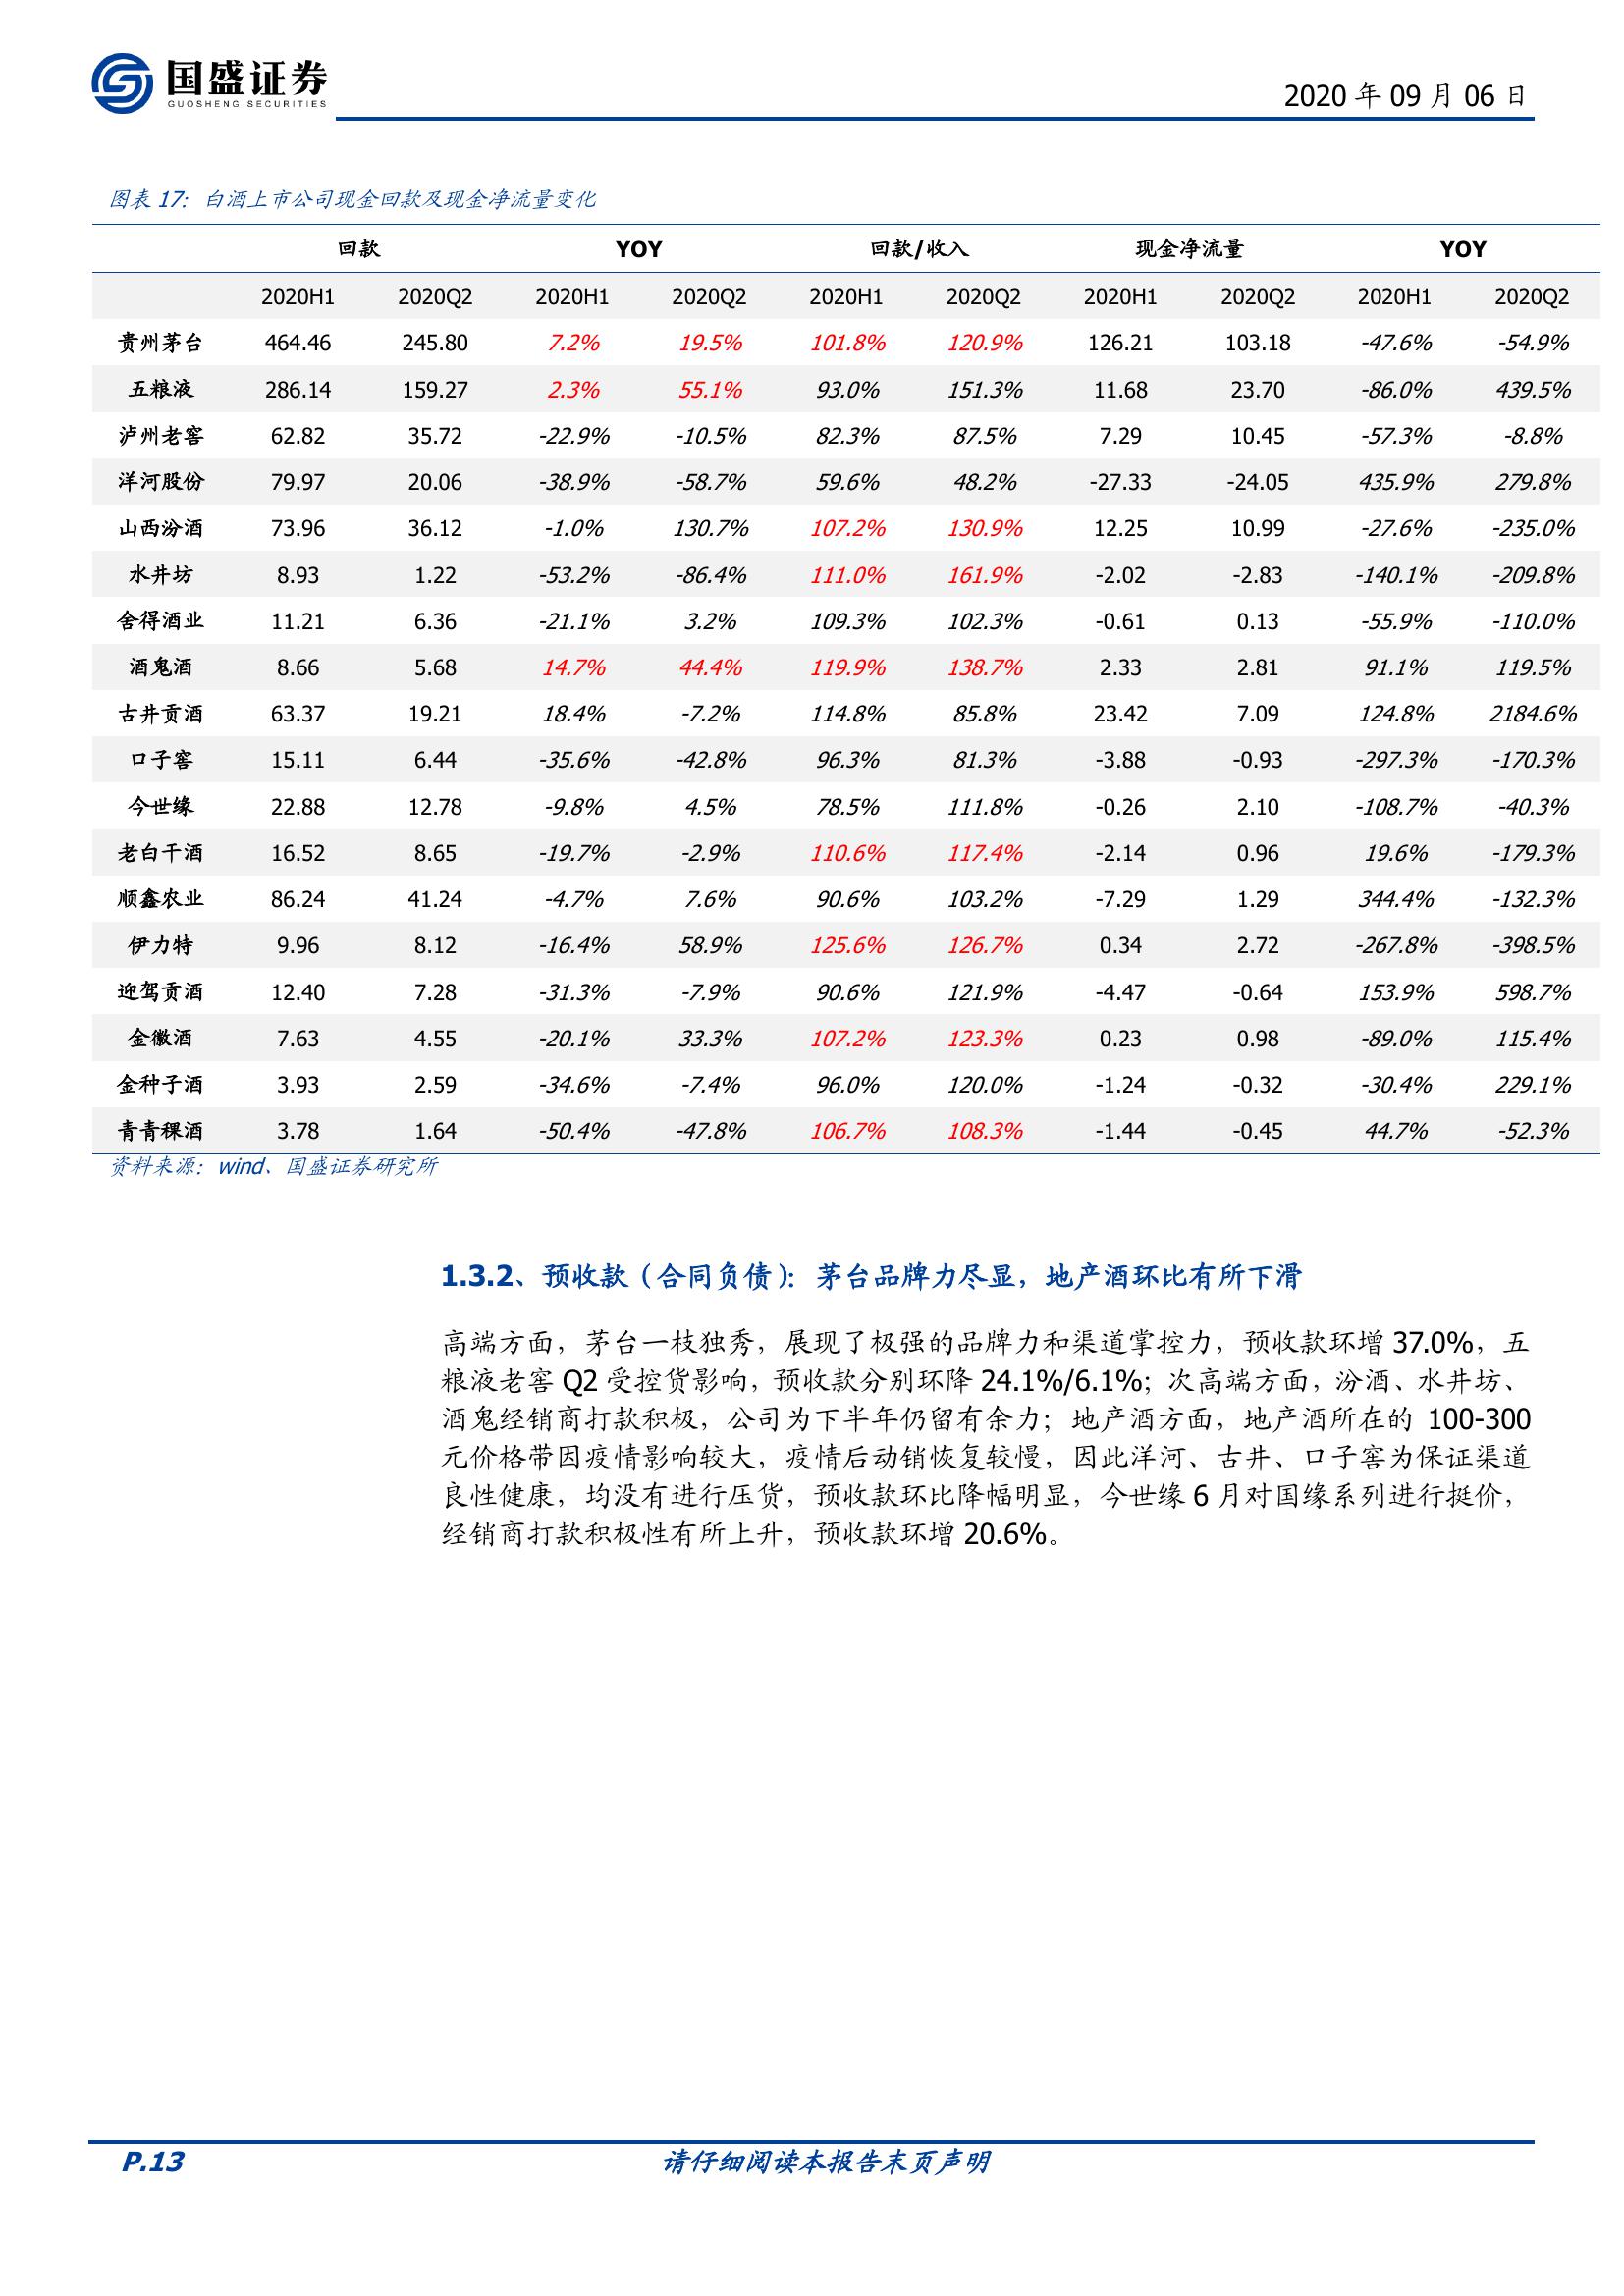 国盛证券
GUOSHENG SECURITIES
2020 年 09 月 06 日
图表 17：白酒上市公司现金回款及现金净流量变化
回款 YOY 回款/收入 现金净流量 YOY
2020H1 2020Q2 2020H1 2020Q2 2020H1 2020Q2 2020H1 2020Q2 2020H1 2020Q2
贵州茅台 464.46 245.80 7.2% 19.5% 101.8% 120.9% 126.21 103.18 -47.6% -54.9%
五粮液 286.14 159.27 2.3% 55.1% 93.0% 151.3% 11.68 23.70 -86.0% 439.5%
泸州老窖 62.82 35.72 -22.9% -10.5% 82.3% 87.5% 7.29 10.45 -57.3% -8.8%
洋河股份 79.97 20.06 -38.9% -58.7% 59.6% 48.2% -27.33 -24.05 435.9% 279.8%
山西汾酒 73.96 36.12 -1.0% 130.7% 107.2% 130.9% 12.25 10.99 -27.6% -235.0%
水井坊 8.93 1.22 -53.2% -86.4% 111.0% 161.9% -2.02 -2.83 -140.1% -209.8%
舍得酒业 11.21 6.36 -21.1% 3.2% 109.3% 102.3% -0.61 0.13 -55.9% -110.0%
酒鬼酒 8.66 5.68 14.7% 44.4% 119.9% 138.7% 2.33 2.81 91.1% 119.5%
古井贡酒 63.37 19.21 18.4% -7.2% 114.8% 85.8% 23.42 7.09 124.8% 2184.6%
口子窖 15.11 6.44 -35.6% -42.8% 96.3% 81.3% -3.88 -0.93 -297.3% -170.3%
今世缘 22.88 12.78 -9.8% 4.5% 78.5% 111.8% -0.26 2.10 -108.7% -40.3%
老白干酒 16.52 8.65 -19.7% -2.9% 110.6% 117.4% -2.14 0.96 19.6% -179.3%
顺鑫农业 86.24 41.24 -4.7% 7.6% 90.6% 103.2% -7.29 1.29 344.4% -132.3%
伊力特 9.96 8.12 -16.4% 58.9% 125.6% 126.7% 0.34 2.72 -267.8% -398.5%
迎驾贡酒 12.40 7.28 -31.3% -7.9% 90.6% 121.9% -4.47 -0.64 153.9% 598.7%
金徽酒 7.63 4.55 -20.1% 33.3% 107.2% 123.3% 0.23 0.98 -89.0% 115.4%
金种子酒 3.93 2.59 -34.6% -7.4% 96.0% 120.0% -1.24 -0.32 -30.4% 229.1%
青青稞酒 3.78 1.64 -50.4% -47.8% 106.7% 108.3% -1.44 -0.45 44.7% -52.3%
资料来源：wind、国盛证券研究所
1.3.2、预收款（合同负债）：茅台品牌力尽显，地产酒环比有所下滑
高端方面，茅台一枝独秀，展现了极强的品牌力和渠道掌控力，预收款环增 37.0%，五
粮液老窖 Q2 受控货影响，预收款分别环降 24.1%/6.1%；次高端方面，汾酒、水井坊、
酒鬼经销商打款积极，公司为下半年仍留有余力；地产酒方面，地产酒所在的 100-300
元价格带因疫情影响较大，疫情后动销恢复较慢，因此洋河、古井、口子窖为保证渠道
良性健康，均没有进行压货，预收款环比降幅明显，今世缘 6 月对国缘系列进行挺价，
经销商打款积极性有所上升，预收款环增 20.6%。
P.13 请仔细阅读本报告末页声明